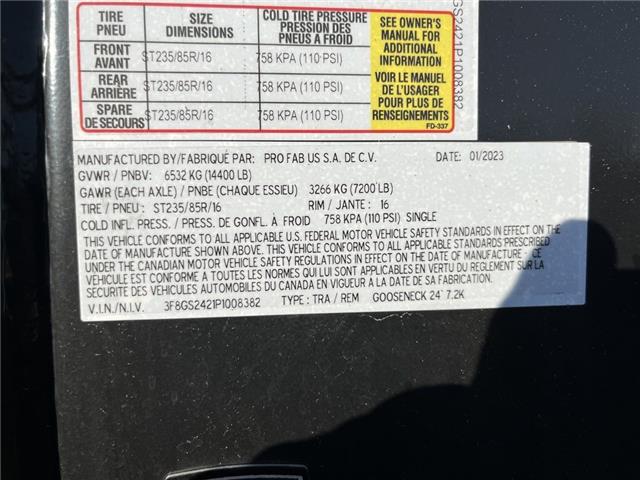 TIRE PNEU SIZE DIMENSIONS COLD TIRE PRESSURE PRESSION DES PNEUS A FROID
FRONT AVANT ST235/85R/16 758 KPA (110 PSI)
REAR ARRIÈRE ST235/85R/16 758 KPA (110 PSI)
SPARE DE SECOURS ST235/85R/16 758 KPA (110 PSI)
SEE OWNER'S
MANUAL FOR
ADDITIONAL
INFORMATION
VOIR LE MANUEL
DE L'USAGER
POUR PLUS DE
RENSEIGNEMENTS
FD-337
GS2421P1008382
MANUFACTURED BY/FABRIQUÉ PAR: PRO FAB US S.A. DE C.V. DATE: 01/2023
GVWR / PNBV: 6532 KG (14400 LB)
GAWR (EACH AXLE) / PNBE (CHAQUE ESSIEU) 3266 KG (7200 LB)
TIRE / PNEU : ST235/85R/16 RIM / JANTE : 16
COLD INFL. PRESS. / PRESS. DE GONFL. À FROID 758 KPA (110 PSI) SINGLE
THIS VEHICLE CONFORMS TO ALL APPLICABLE U.S. FEDERAL MOTOR VEHICLE SAFETY STANDARDS IN EFFECT ON THE
DATE OF MANUFACTURE SHOWN ABOVE. THIS VEHICLE CONFORMS TO ALL APPLICABLE STANDARDS PRESCRIBED
UNDER THE CANADIAN MOTOR VEHICLE SAFETY REGULATIONS IN EFFECT ON THE DATE OF MANUFACTURE - CE
VÉHICULE EST CONFORME A TOUTES LES NORMES QUI LUI SONT APPLICABLES EN VERTU DU REGLEMENT SUR LA
SECURITE DES VEHICULES AUTOMOBILES DU CANADA EN VIGUEUR A LA DATE DE SA FABRICATION.
V.I.N./N.I.V. 3F8GS2421P1008382 TYPE : TRA / REM GOOSENECK 24' 7.2K